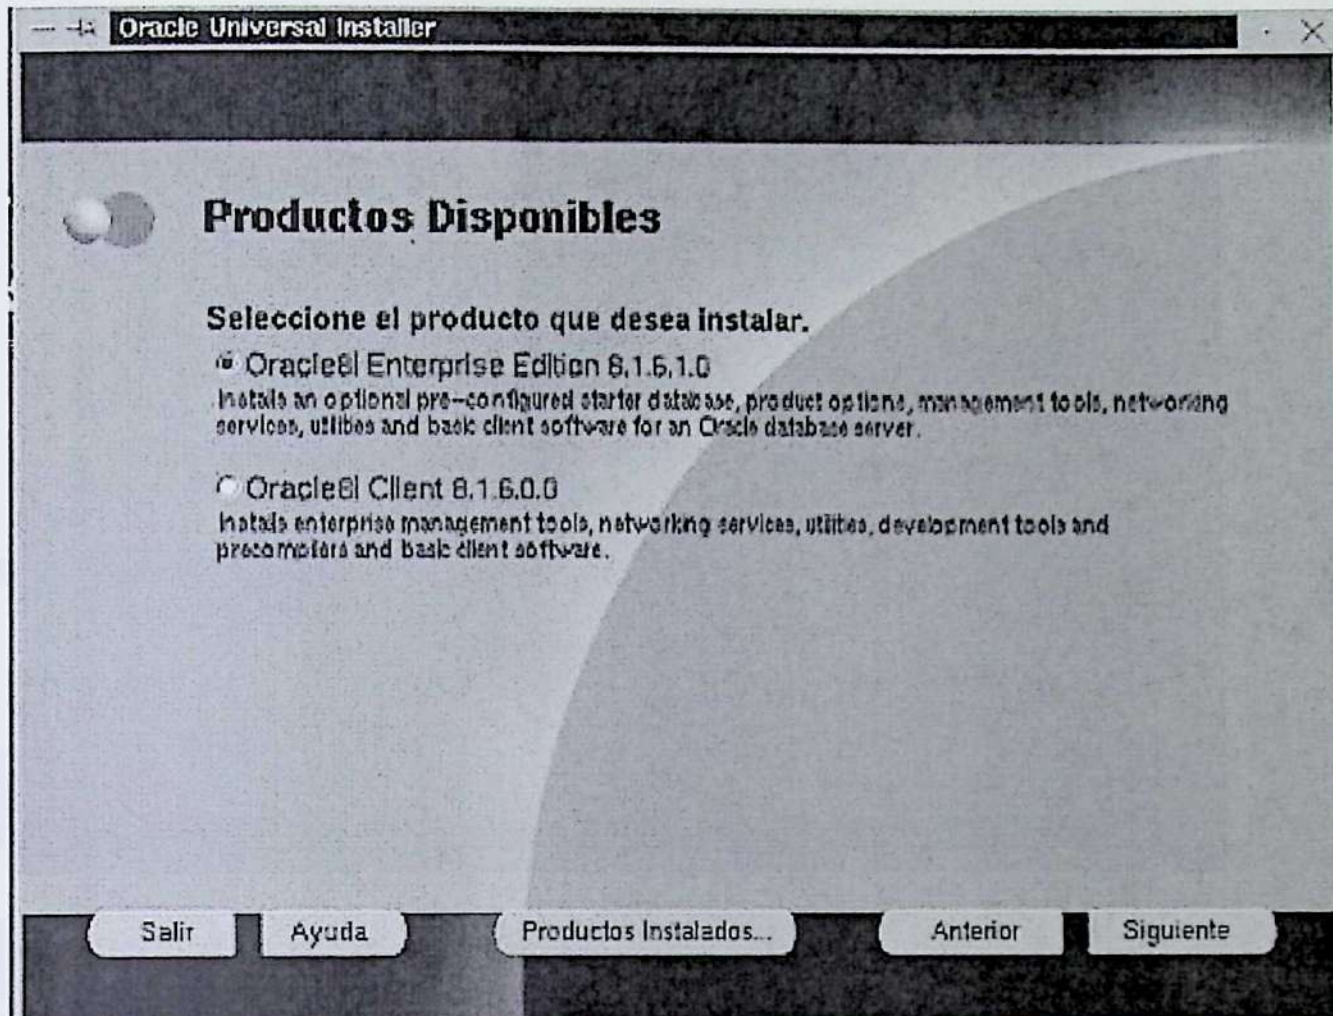 Oracle Universal Installer
Productos Disponibles
Seleccione el producto que desea instalar.
Oracle8i Enterprise Edition 8.1.6.1.0
Installs an optional pre-configured starter database, product options, management tools, networking
services, utilities and basic client software for an Oracle database server.
Oracle8i Client 8.1.6.0.0
Installs enterprise management tools, networking services, utilities, development tools and
precompilers and basic client software.
Salir
Ayuda
Productos Instalados...
Anterior
Siguiente